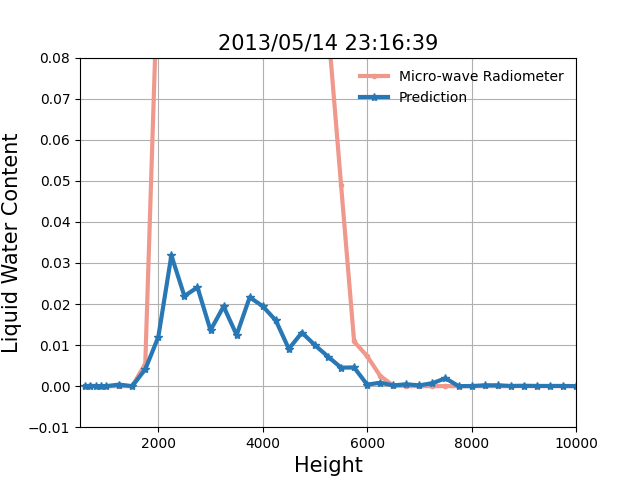 2013/05/14 23:16:39
0.08
0.07
0.06
0.05
0.04
0.03
0.02
0.01
0.00
−0.01
Liquid Water Content
Micro-wave Radiometer
Prediction
2000 4000 6000 8000 10000
Height